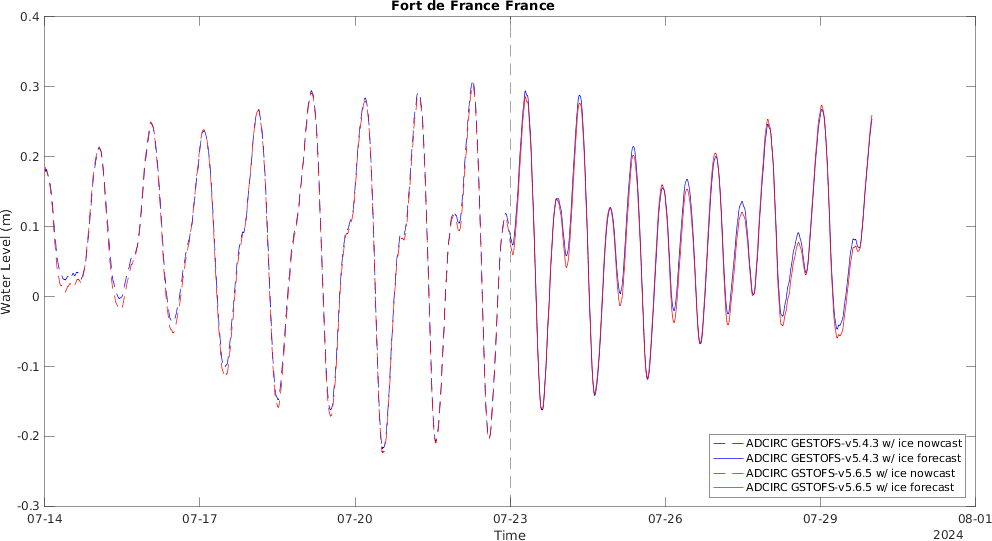 Fort de France France
0.4
0.3
0.2
0.1
0
-0.1
-0.2
-0.3
Water Level (m)
ADCIRC GESTOFS-v5.4.3 w/ ice nowcast
ADCIRC GESTOFS-v5.4.3 w/ ice forecast
ADCIRC GSTOFS-v5.6.5 w/ ice nowcast
ADCIRC GSTOFS-v5.6.5 w/ ice forecast
07-14 07-17 07-20 07-23 07-26 07-29 08-01
Time
2024